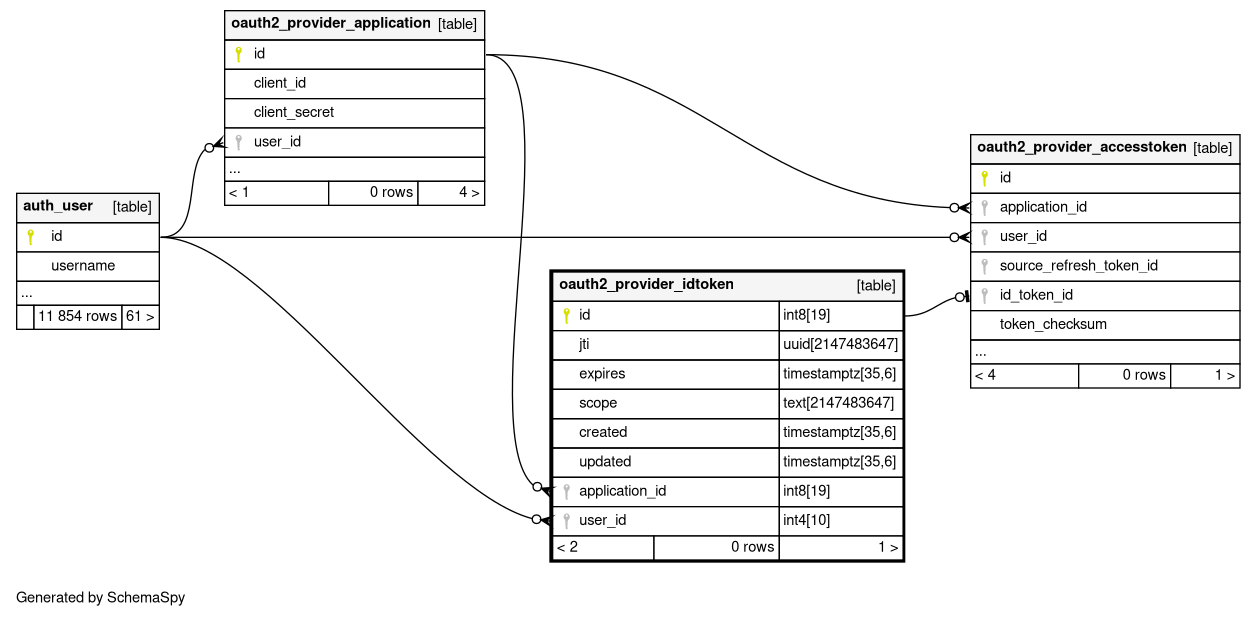 oauth2_provider_application [table]
id
client_id
client_secret
user_id
...
< 1 0 rows 4 >
auth_user [table]
id
username
...
11 854 rows 61 >
oauth2_provider_accesstoken [table]
id
application_id
user_id
source_refresh_token_id
id_token_id
token_checksum
...
< 4 0 rows 1 >
oauth2_provider_idtoken [table]
id int8[19]
jti uuid[2147483647]
expires timestamptz[35,6]
scope text[2147483647]
created timestamptz[35,6]
updated timestamptz[35,6]
application_id int8[19]
user_id int4[10]
< 2 0 rows 1 >
Generated by SchemaSpy